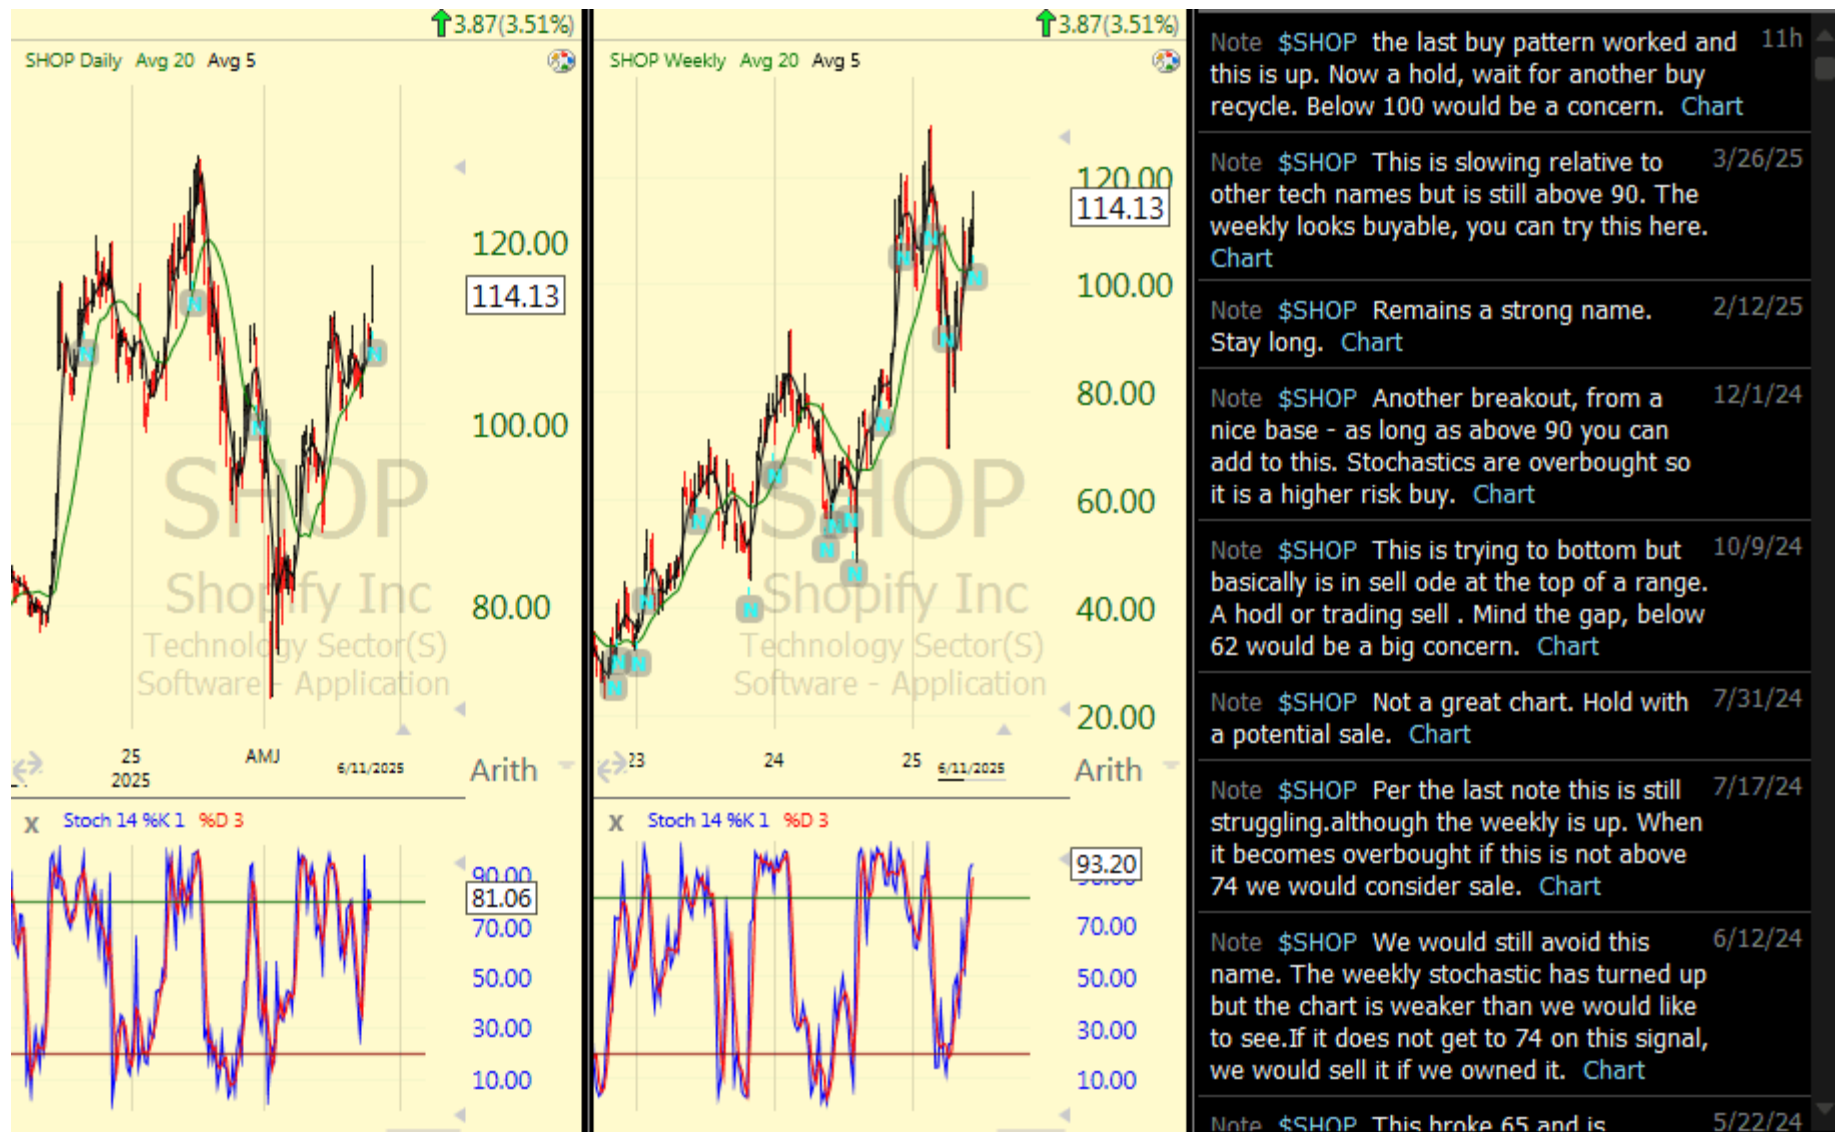 3.87(3.51%)
SHOP Daily Avg 20 Avg 5
120.00
114.13
100.00
80.00
SHOP
Shopify Inc
Technology Sector(S)
Software - Application
25
2025
AMJ
6/11/2025
Arith
X Stoch 14 %K 1 %D 3
90.00
81.06
70.00
50.00
30.00
10.00
3.87(3.51%)
SHOP Weekly Avg 20 Avg 5
120.00
114.13
100.00
80.00
60.00
40.00
20.00
SHOP
Shopify Inc
Technology Sector(S)
Software - Application
23
24
25
6/11/2025
Arith
X Stoch 14 %K 1 %D 3
93.20
70.00
50.00
30.00
10.00
Note $SHOP the last buy pattern worked and 11h
this is up. Now a hold, wait for another buy
recycle. Below 100 would be a concern. Chart
Note $SHOP This is slowing relative to 3/26/25
other tech names but is still above 90. The
weekly looks buyable, you can try this here.
Chart
Note $SHOP Remains a strong name. 2/12/25
Stay long. Chart
Note $SHOP Another breakout, from a 12/1/24
nice base - as long as above 90 you can
add to this. Stochastics are overbought so
it is a higher risk buy. Chart
Note $SHOP This is trying to bottom but 10/9/24
basically is in sell ode at the top of a range.
A hodl or trading sell . Mind the gap, below
62 would be a big concern. Chart
Note $SHOP Not a great chart. Hold with 7/31/24
a potential sale. Chart
Note $SHOP Per the last note this is still 7/17/24
struggling.although the weekly is up. When
it becomes overbought if this is not above
74 we would consider sale. Chart
Note $SHOP We would still avoid this 6/12/24
name. The weekly stochastic has turned up
but the chart is weaker than we would like
to see.If it does not get to 74 on this signal,
we would sell it if we owned it. Chart
Note $SHOP This broke 65 and is 5/22/24